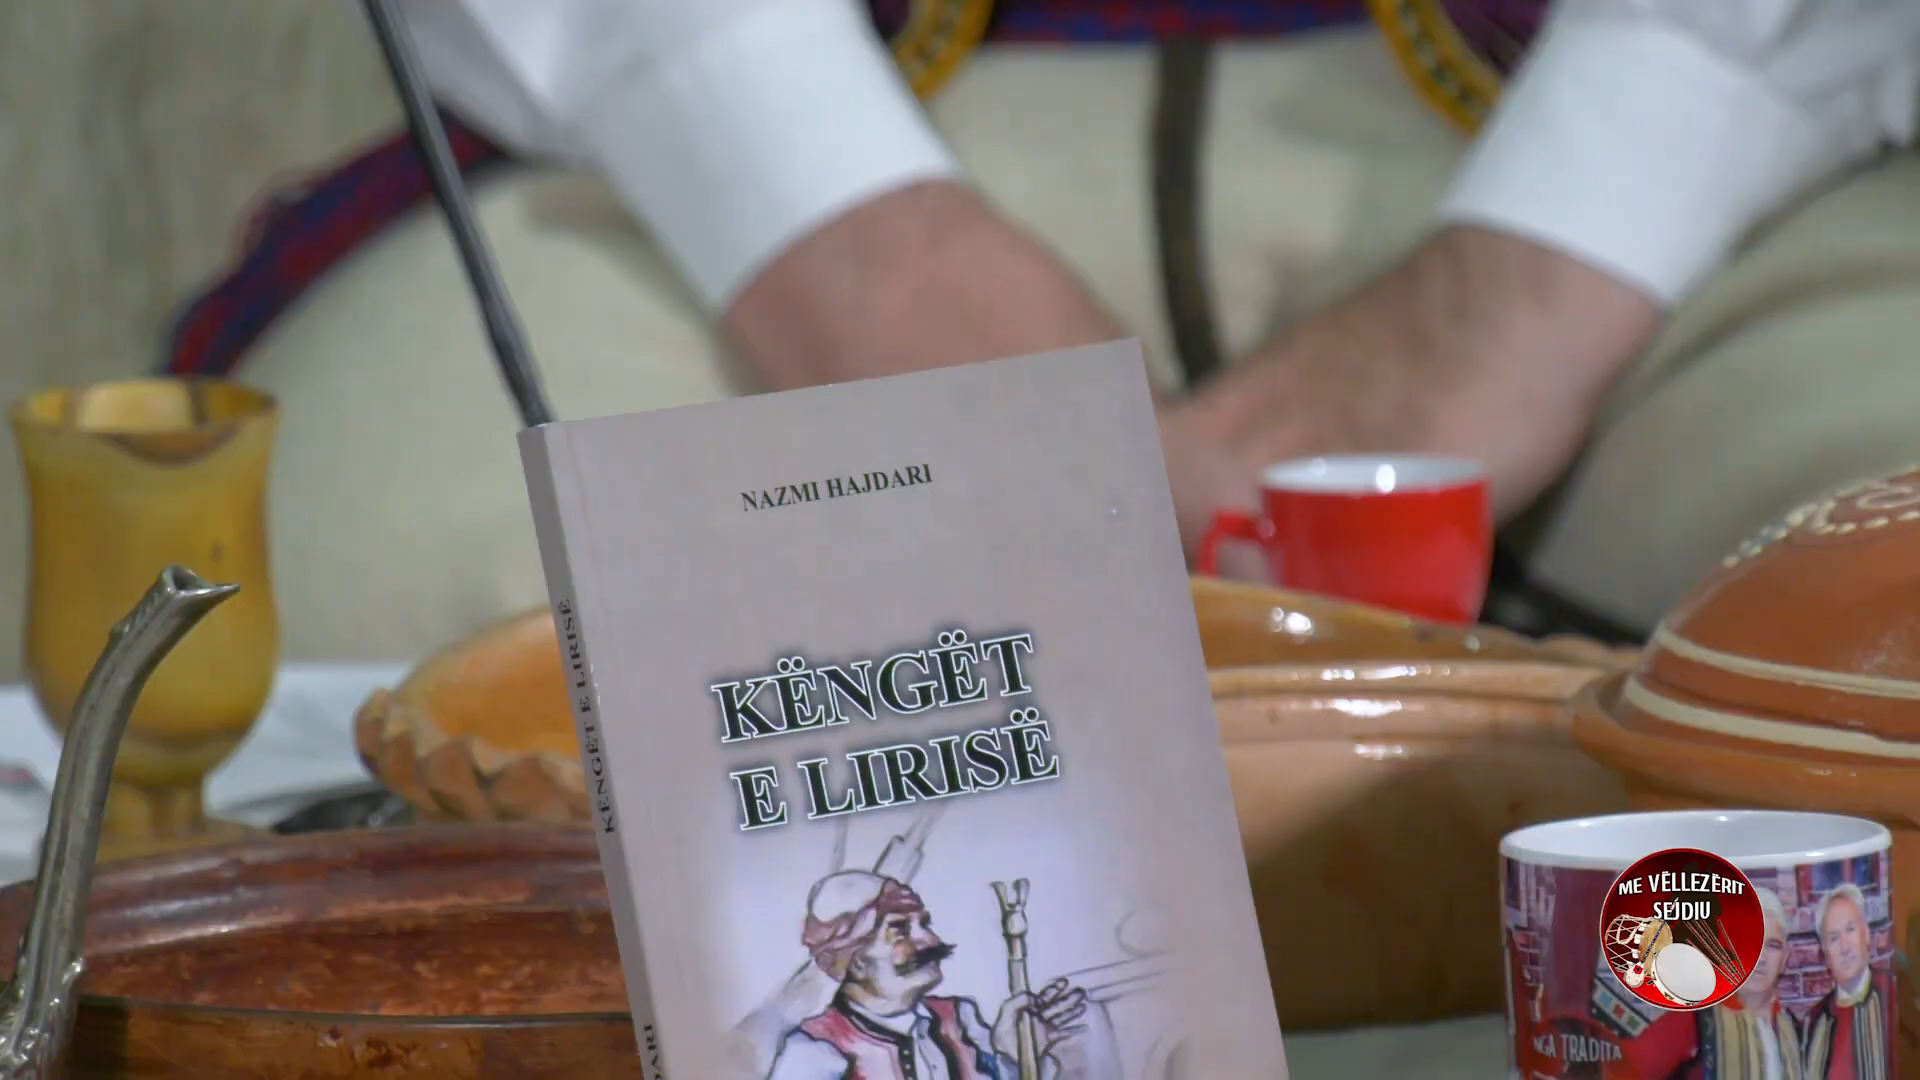 NAZMI HAJDARI
KËNGËT
E LIRISË
KËNGËT E LIRISË
ME VËLLEZËRIT
SEJDIU
NGA TRADITA